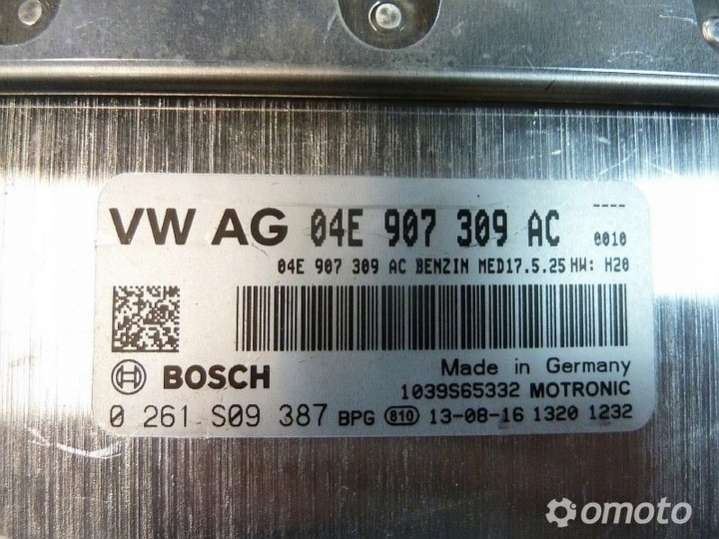 VW AG 04E 907 309 AC
----
0010
04E 907 309 AC BENZIN MED17.5.25 HW: H20
BOSCH
Made in Germany
1039S65332 MOTRONIC
0 261 S09 387 BPG 810 13-08-16 1320 1232
omoto